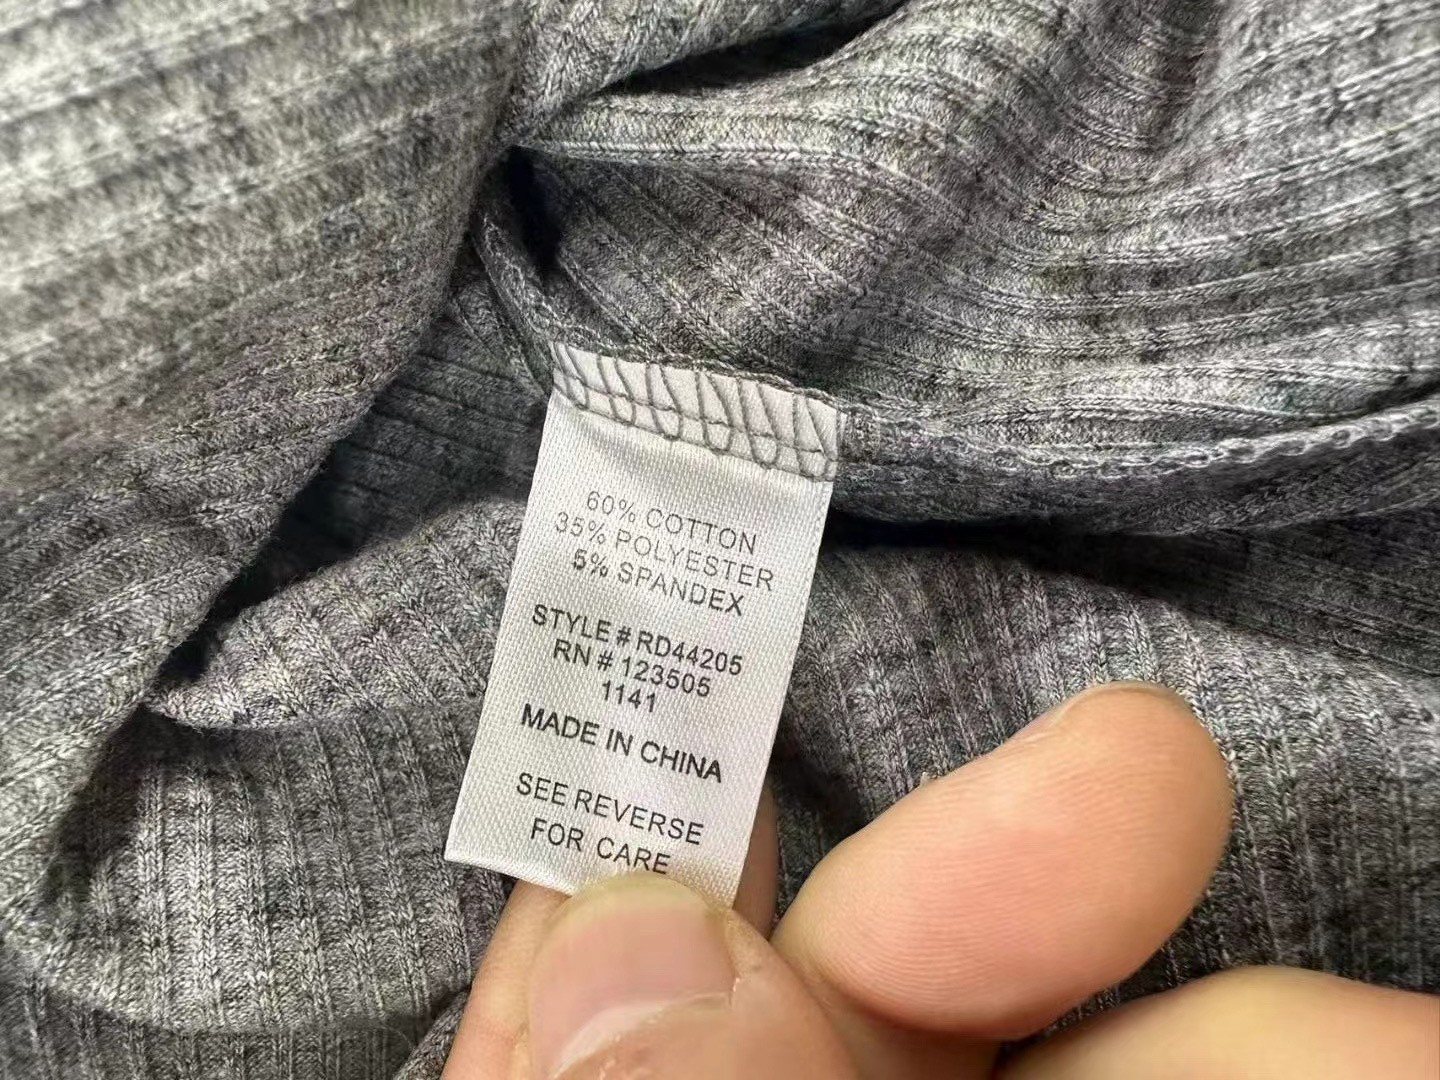 60% COTTON
35% POLYESTER
5% SPANDEX
STYLE # RD44205
RN # 123505
1141
MADE IN CHINA
SEE REVERSE
FOR CARE